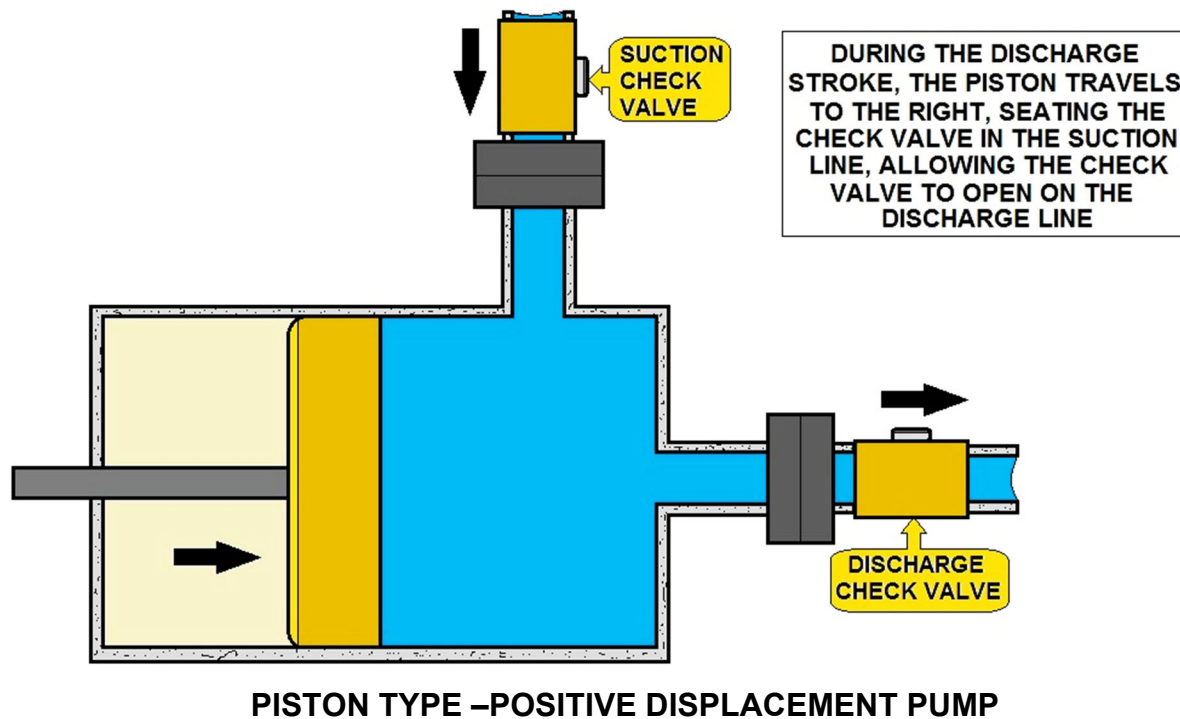 SUCTION
CHECK
VALVE
DURING THE DISCHARGE
STROKE, THE PISTON TRAVELS
TO THE RIGHT, SEATING THE
CHECK VALVE IN THE SUCTION
LINE, ALLOWING THE CHECK
VALVE TO OPEN ON THE
DISCHARGE LINE
DISCHARGE
CHECK VALVE
PISTON TYPE –POSITIVE DISPLACEMENT PUMP